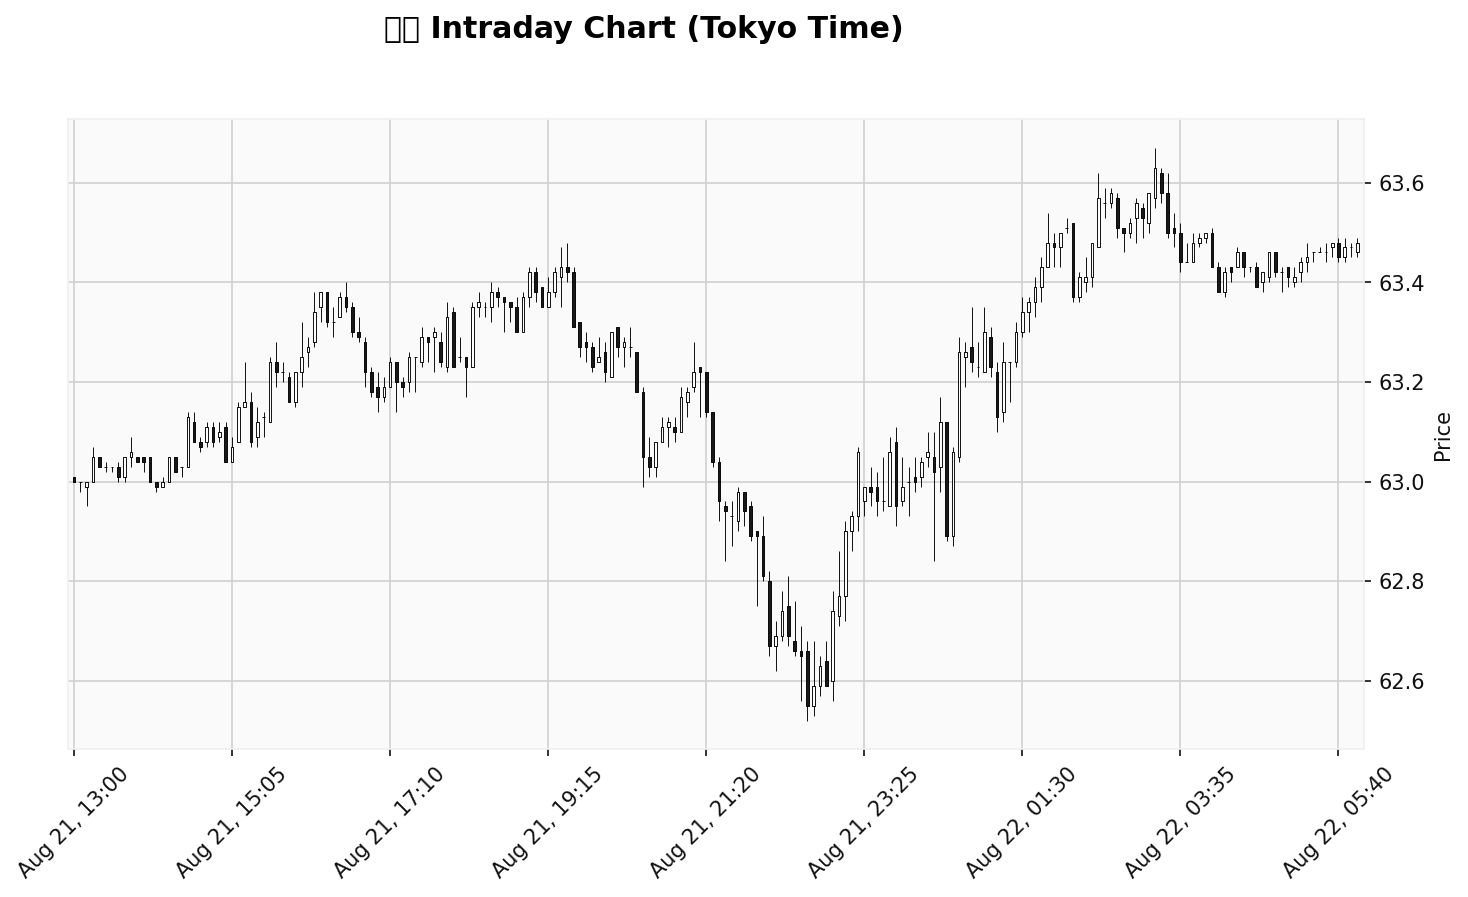 Intraday Chart (Tokyo Time)
63.6
63.4
63.2
63.0
62.8
62.6
Price
Aug 21, 13:00
Aug 21, 15:05
Aug 21, 17:10
Aug 21, 19:15
Aug 21, 21:20
Aug 21, 23:25
Aug 22, 01:30
Aug 22, 03:35
Aug 22, 05:40